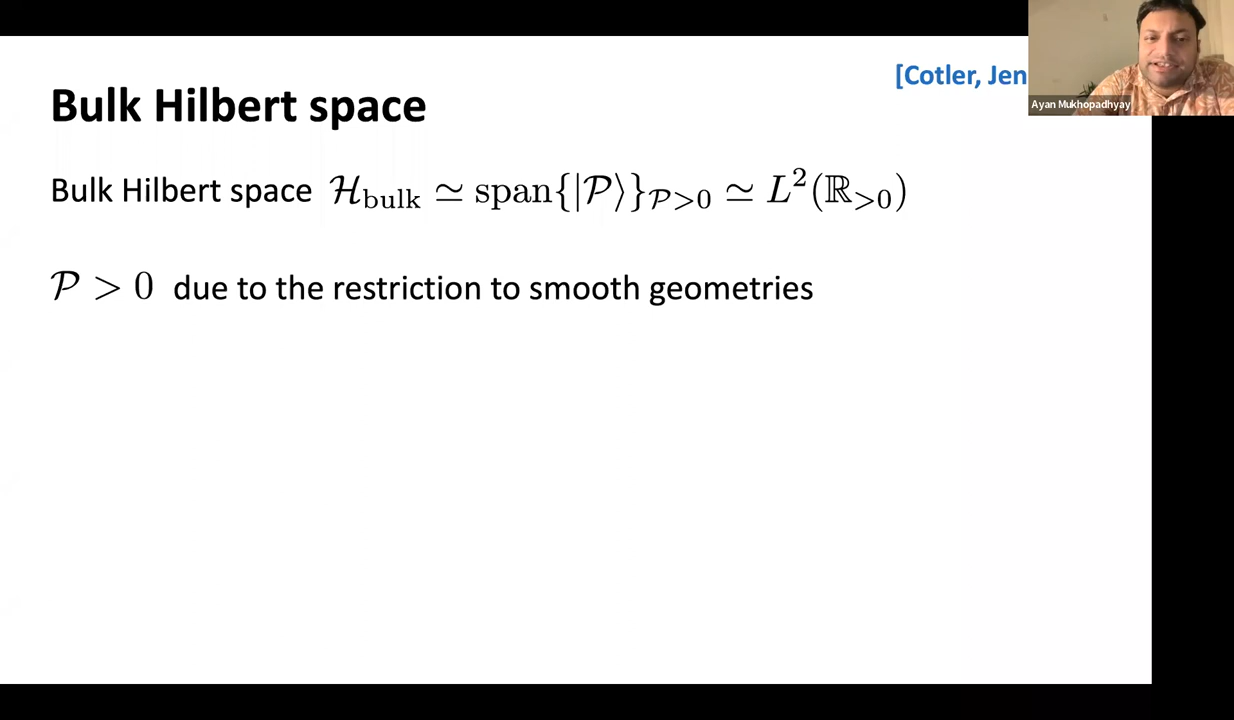 [Cotler, Jen
Bulk Hilbert space
Ayan Mukhopadhyay
Bulk Hilbert space $\mathcal{H}_{\text{bulk}} \simeq \text{span}\{|\mathcal{P}\rangle\}_{\mathcal{P}>0} \simeq L^2(\mathbb{R}_{>0})$
$\mathcal{P} > 0$ due to the restriction to smooth geometries